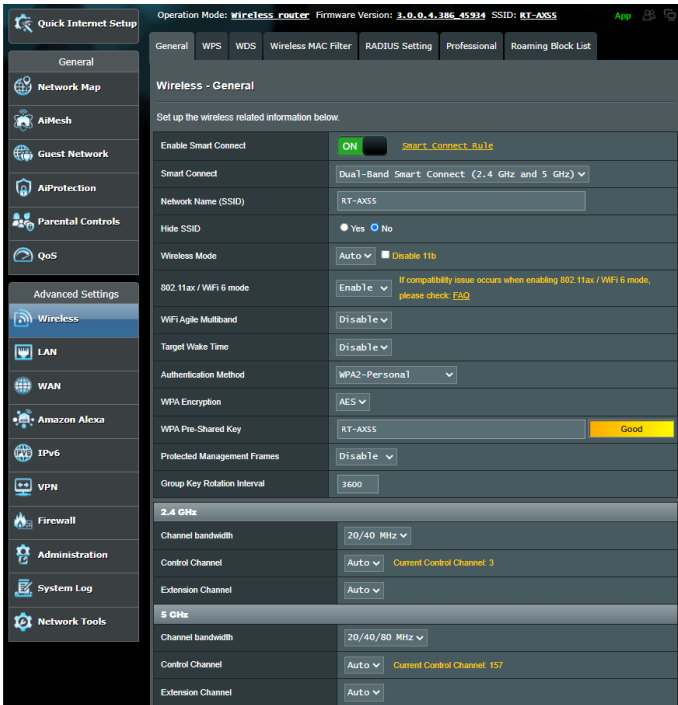 Quick Internet Setup
General
Network Map
AiMesh
Guest Network
AiProtection
Parental Controls
QoS
Advanced Settings
Wireless
LAN
WAN
Amazon Alexa
IPv6
VPN
Firewall
Administration
System Log
Network Tools
Operation Mode: Wireless router Firmware Version: 3.0.0.4.386_45934 SSID: RT-AX55 App
General WPS WDS Wireless MAC Filter RADIUS Setting Professional Roaming Block List
Wireless - General
Set up the wireless related information below.
Enable Smart Connect ON Smart Connect Rule
Smart Connect Dual-Band Smart Connect (2.4 GHz and 5 GHz)
Network Name (SSID) RT-AX55
Hide SSID Yes No
Wireless Mode Auto Disable 11b
802.11ax / WiFi 6 mode Enable If compatibility issue occurs when enabling 802.11ax / WiFi 6 mode,
please check: FAQ
WiFi Agile Multiband Disable
Target Wake Time Disable
Authentication Method WPA2-Personal
WPA Encryption AES
WPA Pre-Shared Key RT-AX55 Good
Protected Management Frames Disable
Group Key Rotation Interval 3600
2.4 GHz
Channel bandwidth 20/40 MHz
Control Channel Auto Current Control Channel: 3
Extension Channel Auto
5 GHz
Channel bandwidth 20/40/80 MHz
Control Channel Auto Current Control Channel: 157
Extension Channel Auto